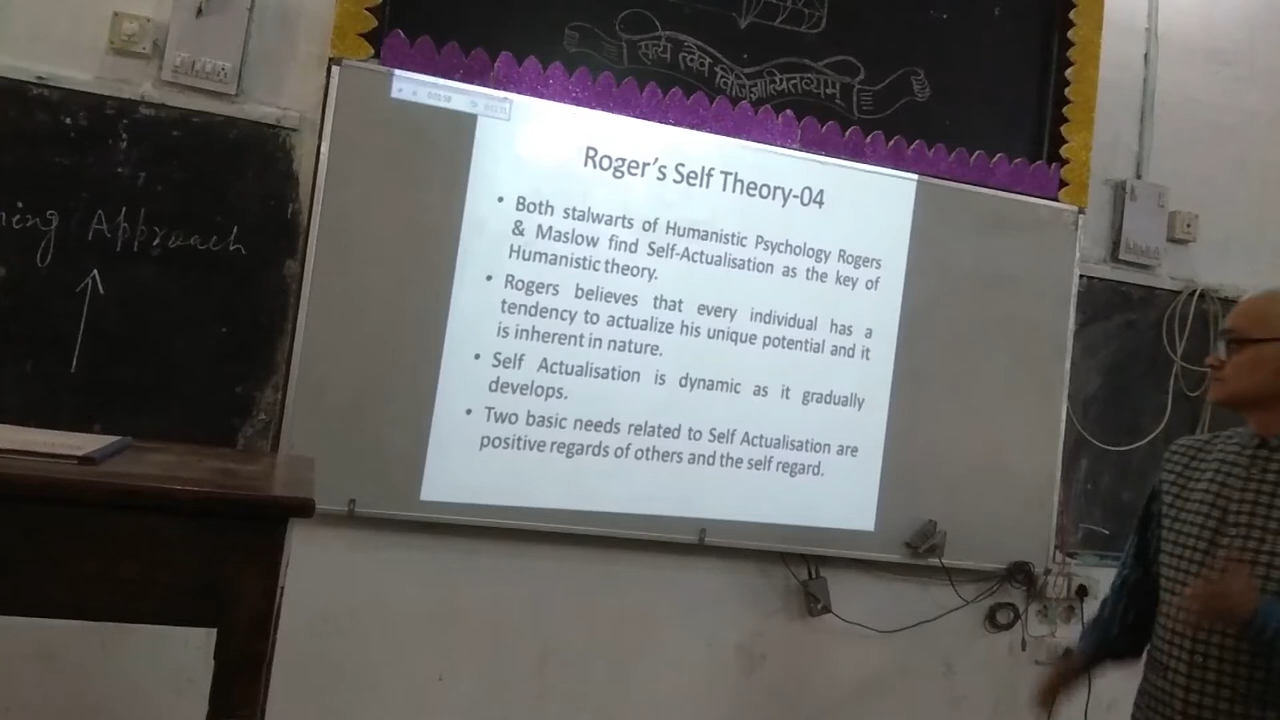 सत्य त्वेव विजिज्ञासितव्यम्
Approach
00:58
Roger's Self Theory-04
• Both stalwarts of Humanistic Psychology Rogers
& Maslow find Self-Actualisation as the key of
Humanistic theory.
• Rogers believes that every individual has a
tendency to actualize his unique potential and it
is inherent in nature.
• Self Actualisation is dynamic as it gradually
develops.
• Two basic needs related to Self Actualisation are
positive regards of others and the self regard.